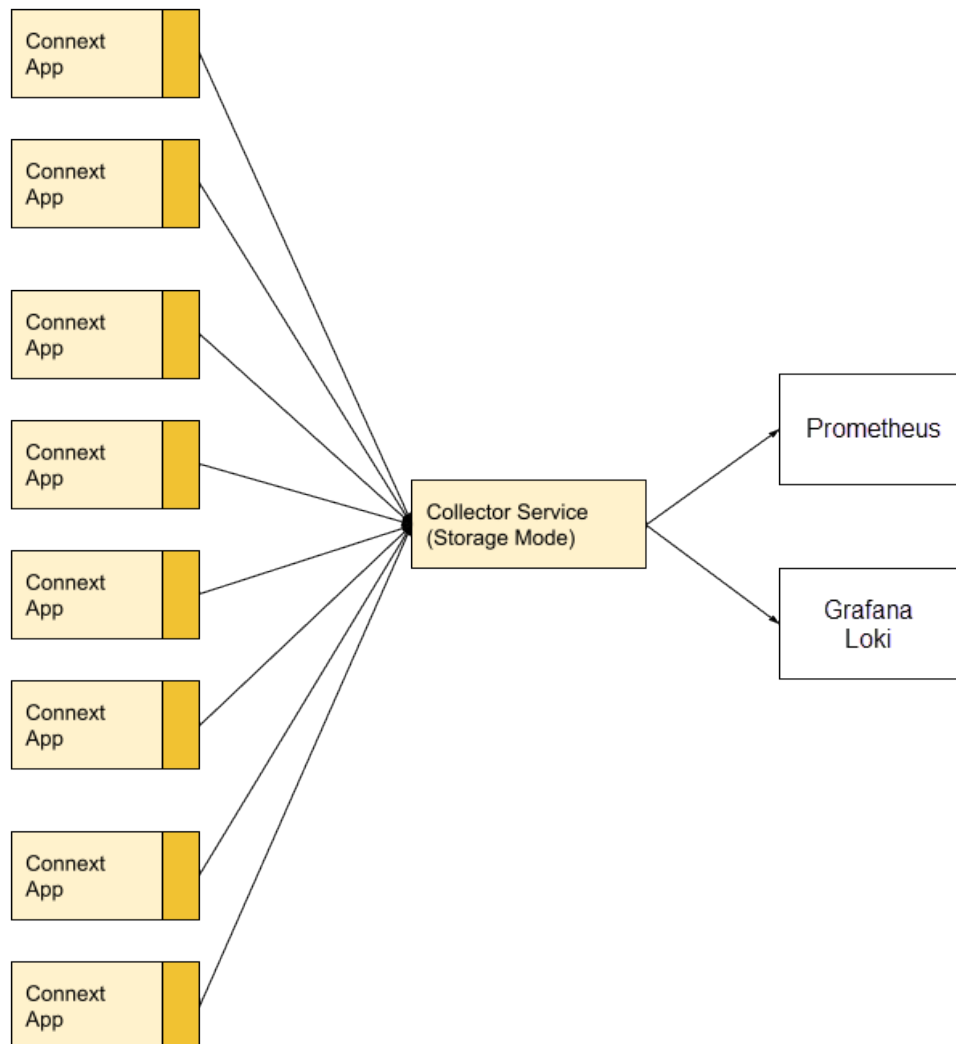 Connext
App
Connext
App
Connext
App
Connext
App
Connext
App
Connext
App
Connext
App
Connext
App
Collector Service
(Storage Mode)
Prometheus
Grafana
Loki